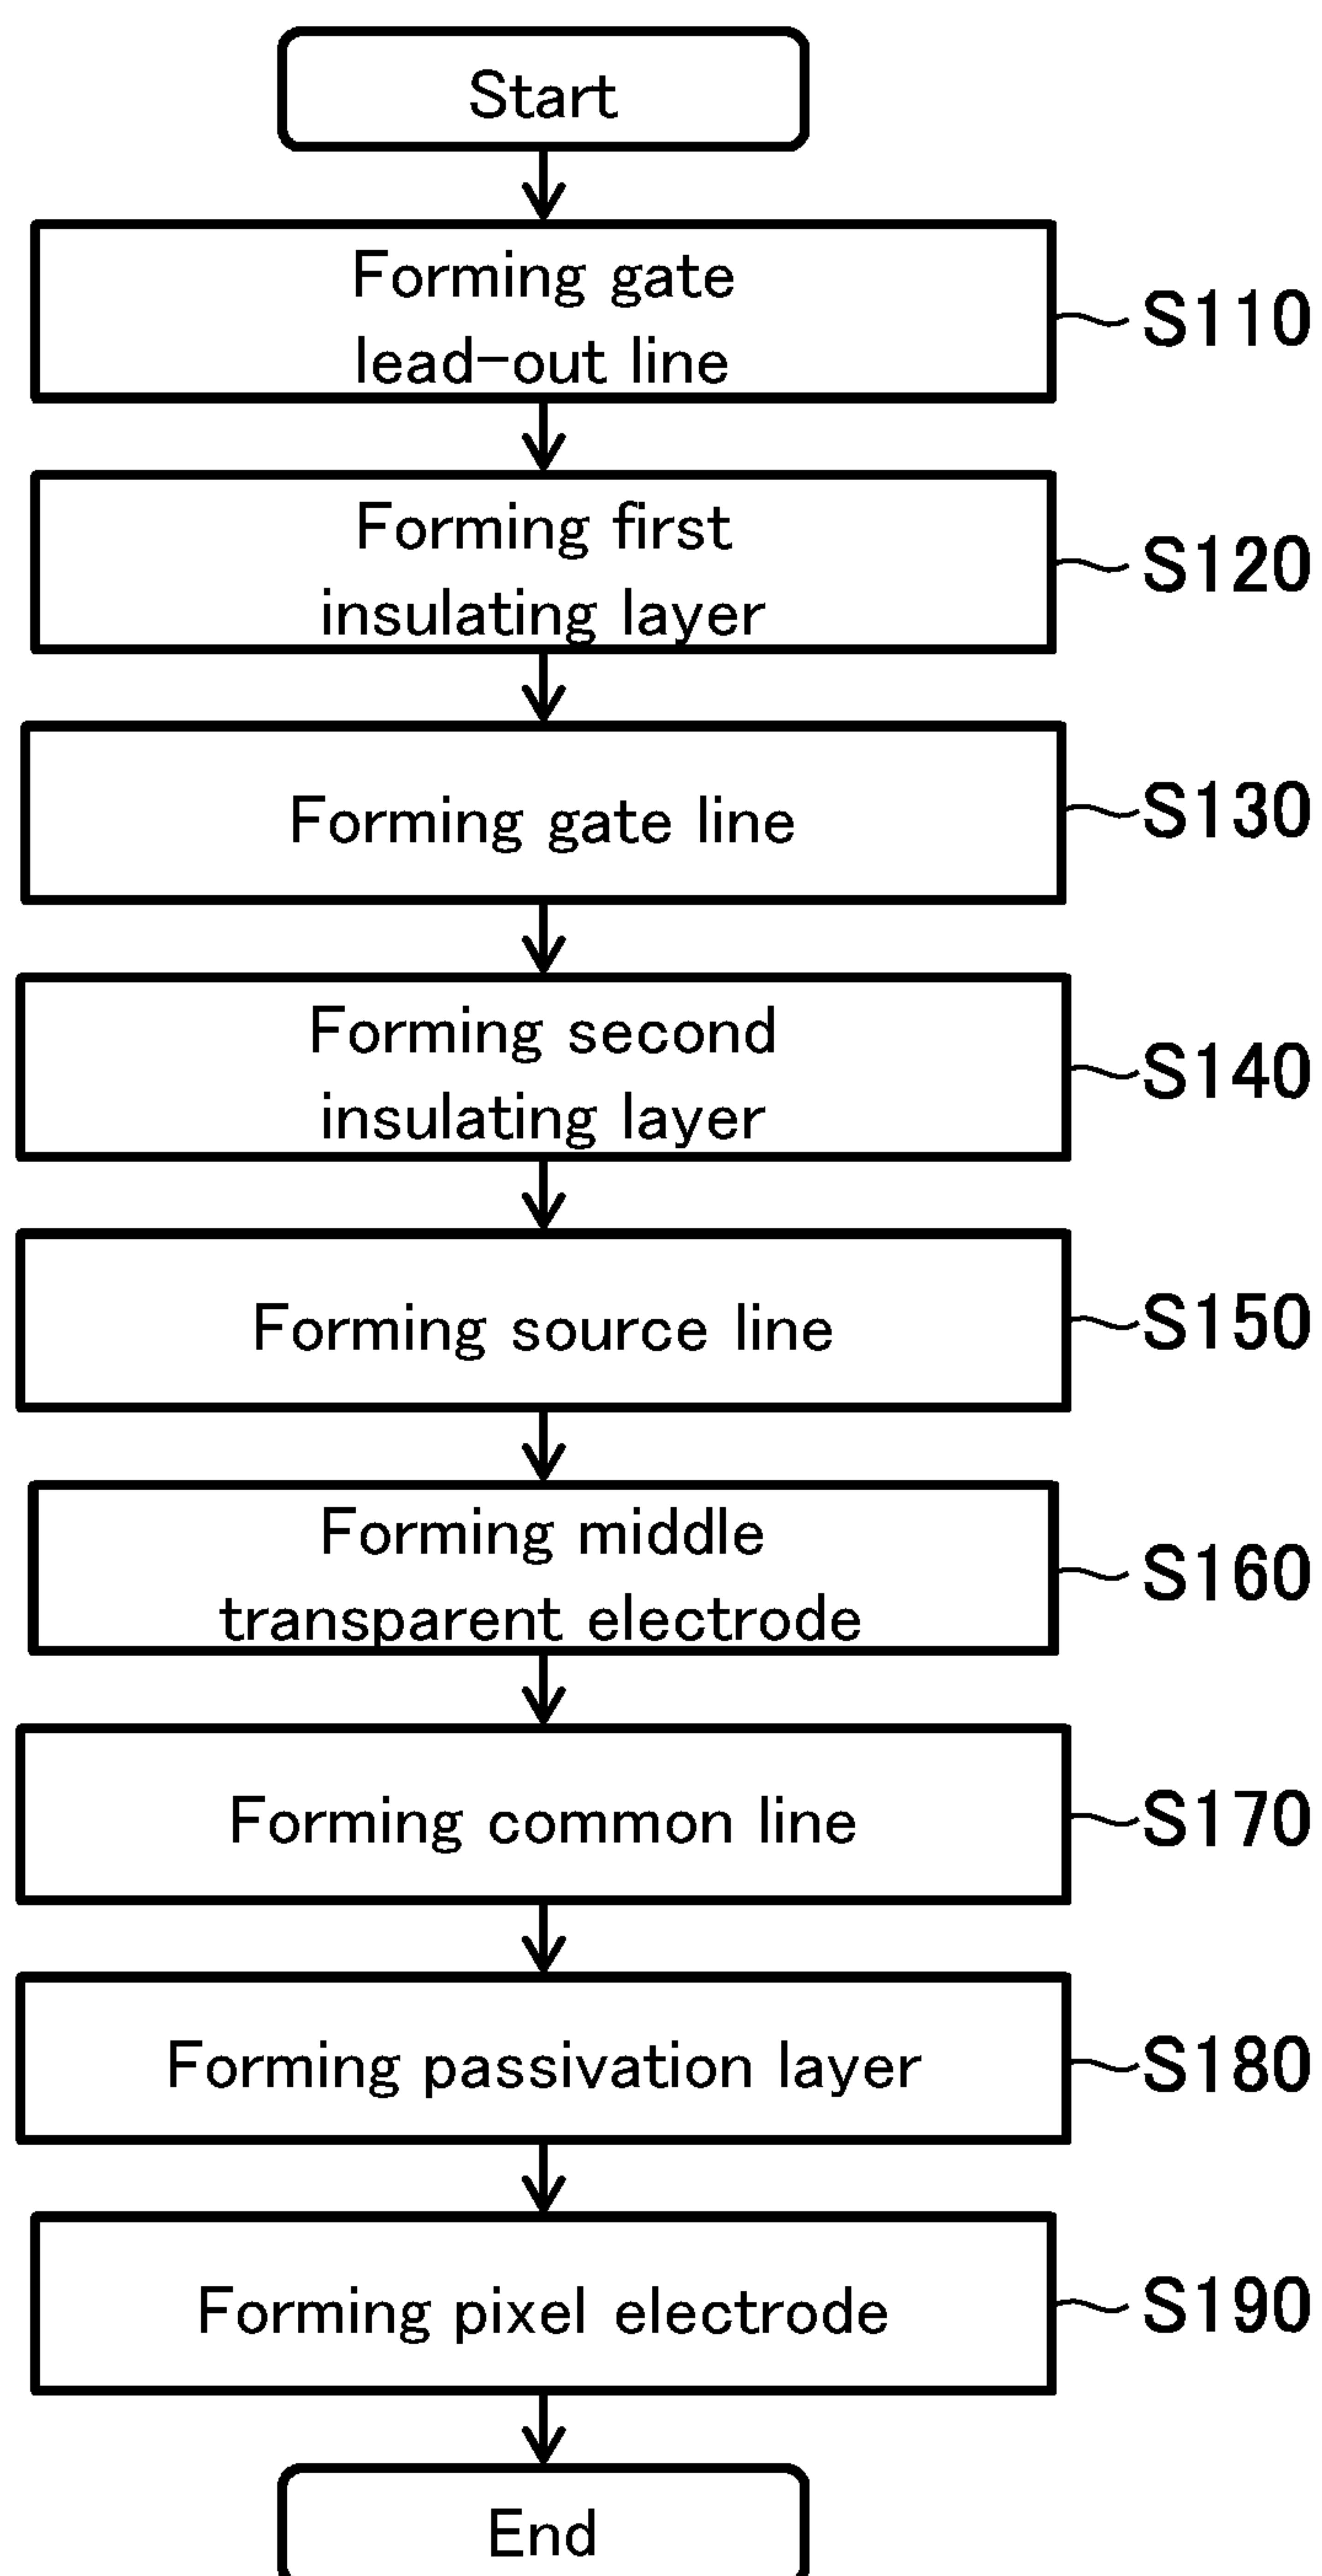 Start
Forming gate
lead-out line
S110
Forming first
insulating layer
S120
Forming gate line
S130
Forming second
insulating layer
S140
Forming source line
S150
Forming middle
transparent electrode
S160
Forming common line
S170
Forming passivation layer
S180
Forming pixel electrode
S190
End